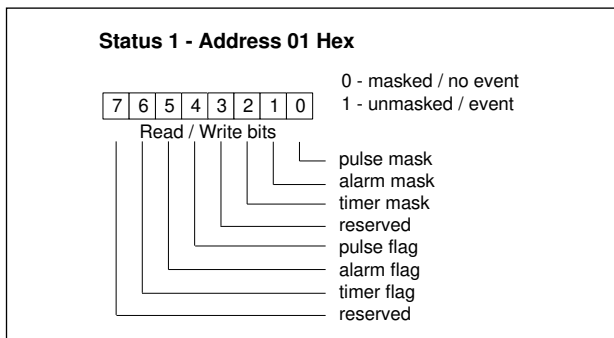 Status 1 - Address 01 Hex
0 - masked / no event
1 - unmasked / event
7 6 5 4 3 2 1 0
Read / Write bits
pulse mask
alarm mask
timer mask
reserved
pulse flag
alarm flag
timer flag
reserved